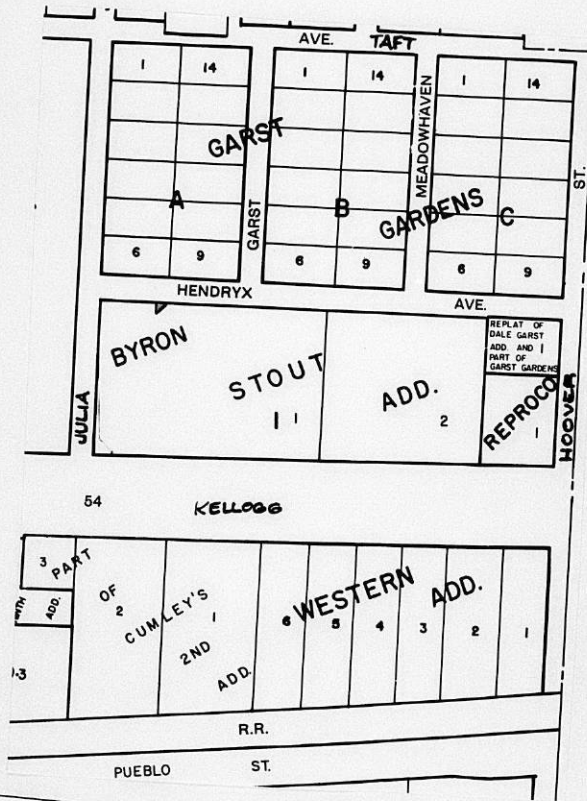 AVE. TAFT
1 14
1 14
1 14
GARST
MEADOWHAVEN
ST.
A
B
GARDENS
C
GARST
6 9
6 9
6 9
HENDRYX
AVE.
BYRON
STOUT
ADD.
1 1
2
REPLAT OF
DALE GARST
ADD. AND 1
PART OF
GARST GARDENS
REPROCO
1
JULIA
HOOVER
54
KELLOGG
3 PART
OF
2
CUMLEY'S
1
2ND
ADD.
ADD.
WESTERN ADD.
6 5 4 3 2 1
R.R.
PUEBLO ST.